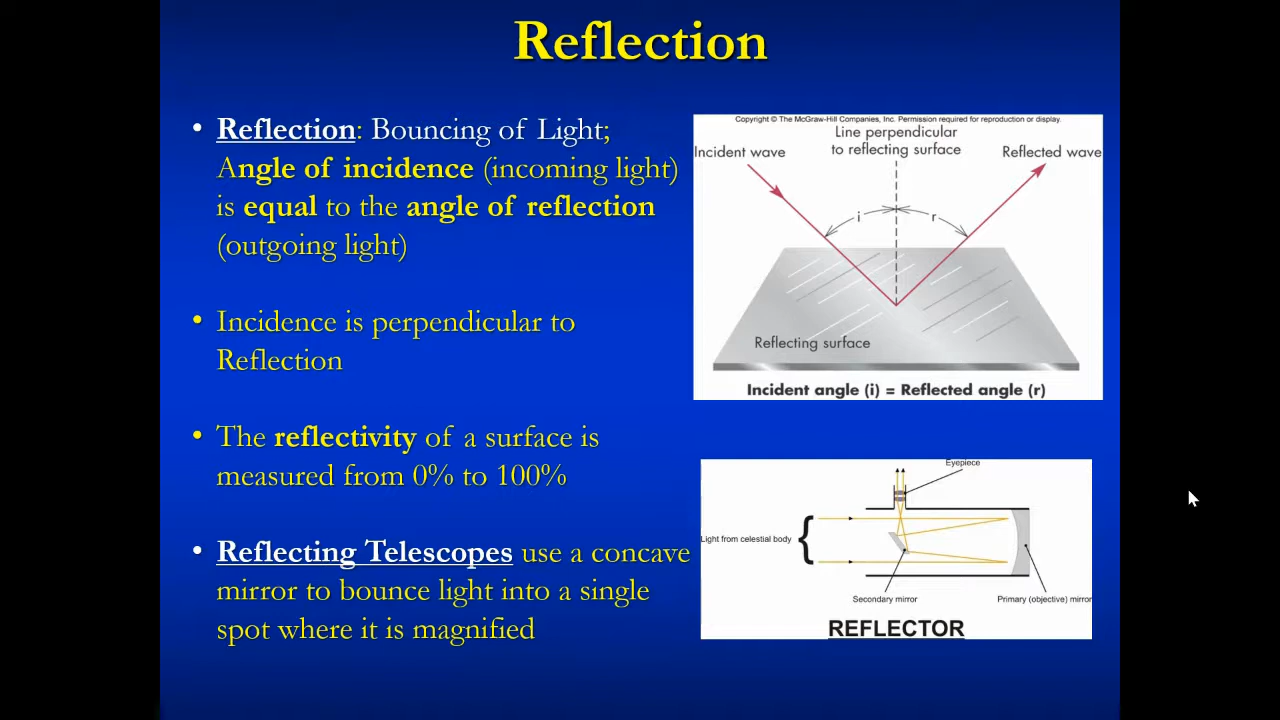 Reflection
• Reflection: Bouncing of Light;
Angle of incidence (incoming light)
is equal to the angle of reflection
(outgoing light)
• Incidence is perpendicular to
Reflection
• The reflectivity of a surface is
measured from 0% to 100%
• Reflecting Telescopes use a concave
mirror to bounce light into a single
spot where it is magnified
Copyright © The McGraw-Hill Companies, Inc. Permission required for reproduction or display.
Line perpendicular
to reflecting surface
Incident wave
Reflected wave
i
r
Reflecting surface
Incident angle (i) = Reflected angle (r)
Eyepiece
Light from celestial body
{
Secondary mirror
Primary (objective) mirror
REFLECTOR